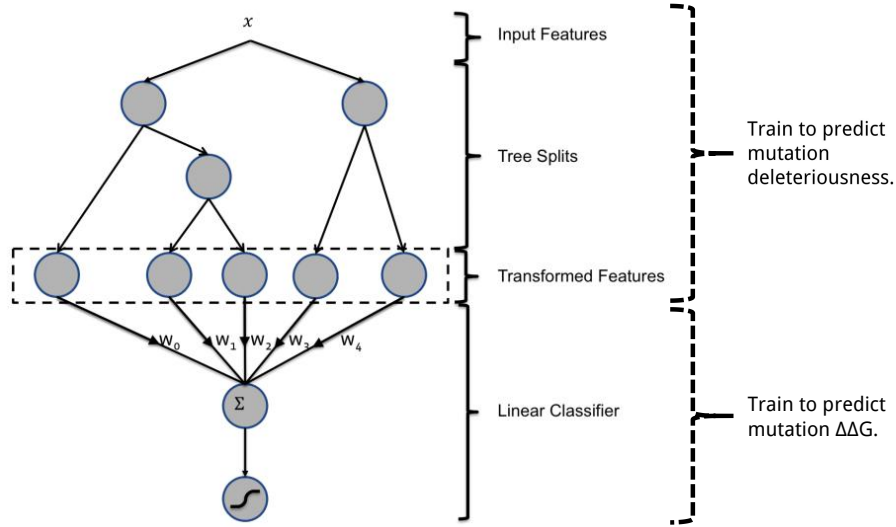 x
Input Features
Tree Splits
Train to predict
mutation
deleteriousness.
Transformed Features
W₀ W₁ W₂ W₃ W₄
Σ
Linear Classifier
Train to predict
mutation ΔΔG.